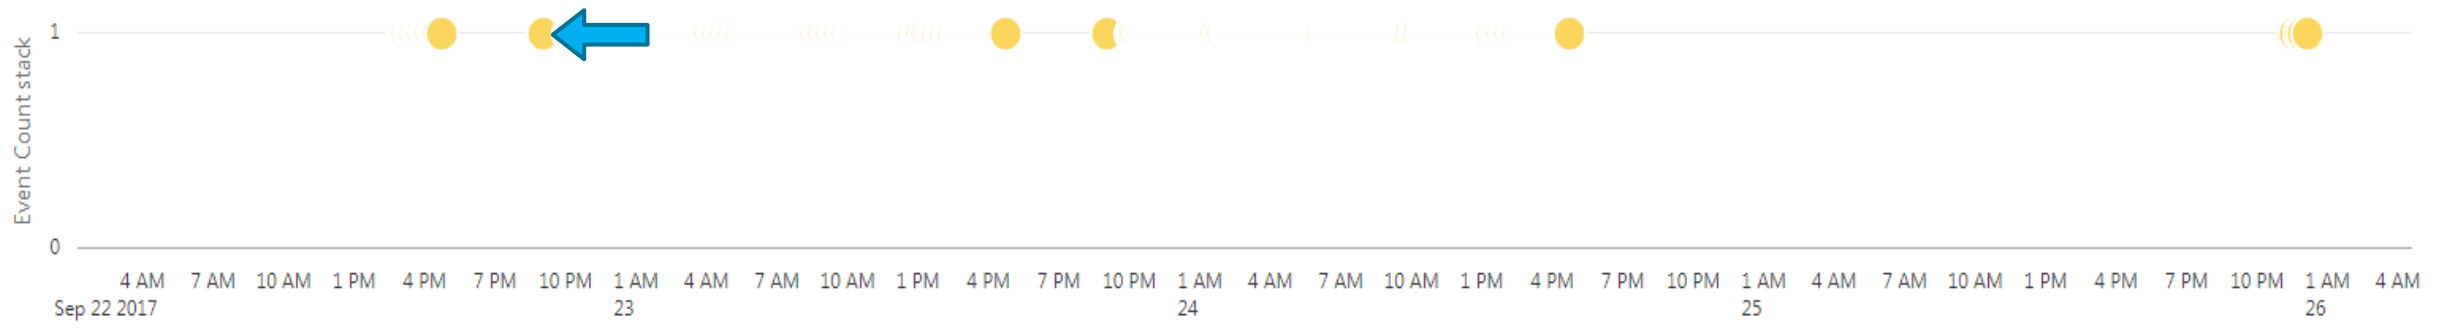 Event Count stack
1
0
4 AM 7 AM 10 AM 1 PM 4 PM 7 PM 10 PM 1 AM 4 AM 7 AM 10 AM 1 PM 4 PM 7 PM 10 PM 1 AM 4 AM 7 AM 10 AM 1 PM 4 PM 7 PM 10 PM 1 AM 4 AM 7 AM 10 AM 1 PM 4 PM 7 PM 10 PM 1 AM 4 AM
Sep 22 2017 23 24 25 26